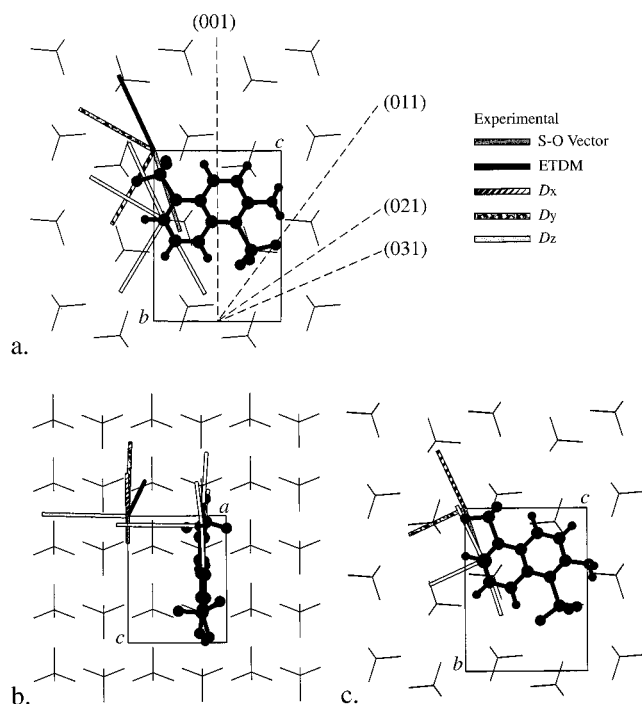 (001)
(011)
(021)
(031)
c
b
a.
Experimental
S-O Vector
ETDM
Dx
Dy
Dz
a
c
b.
c
b
c.